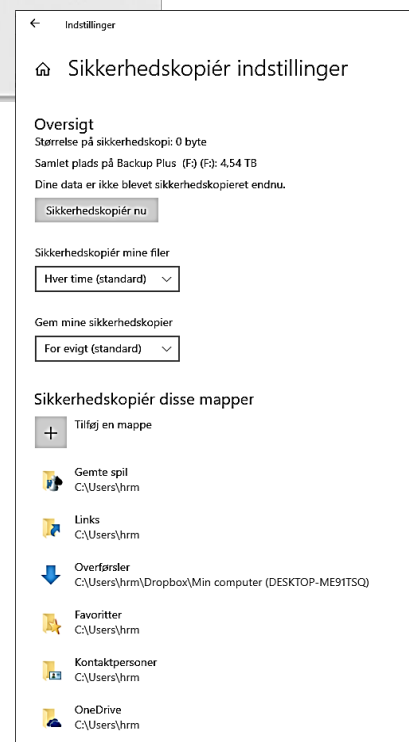 Indstillinger
Sikkerhedskopiér indstillinger
Oversigt
Størrelse på sikkerhedskopi: 0 byte
Samlet plads på Backup Plus (F:) (F:): 4,54 TB
Dine data er ikke blevet sikkerhedskopieret endnu.
Sikkerhedskopiér nu
Sikkerhedskopiér mine filer
Hver time (standard)
Gem mine sikkerhedskopier
For evigt (standard)
Sikkerhedskopiér disse mapper
Tilføj en mappe
Gemte spil
C:\Users\hrm
Links
C:\Users\hrm
Overførsler
C:\Users\hrm\Dropbox\Min computer (DESKTOP-ME91TSQ)
Favoritter
C:\Users\hrm
Kontaktpersoner
C:\Users\hrm
OneDrive
C:\Users\hrm